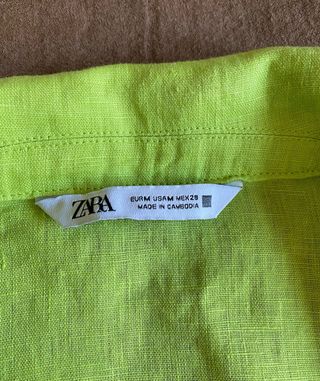 ZARA
EUR M USA M MEX 28
MADE IN CAMBODIA